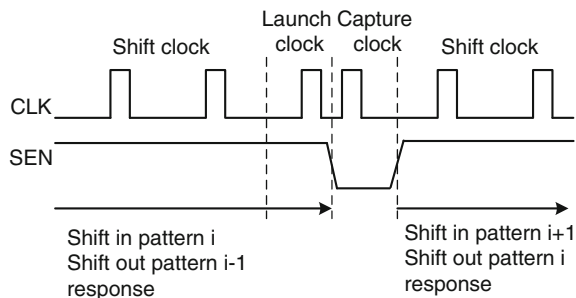 Launch Capture
Shift clock clock clock Shift clock
CLK
SEN
Shift in pattern i
Shift out pattern i-1
response
Shift in pattern i+1
Shift out pattern i
response